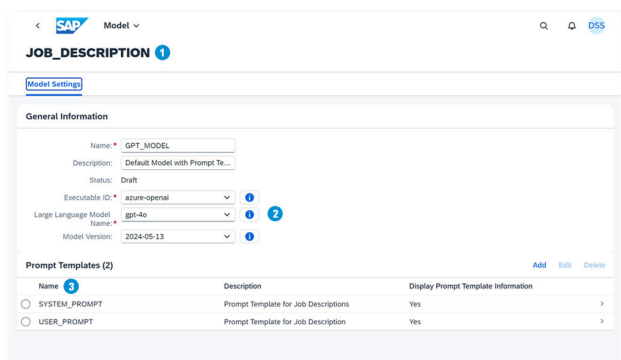 SAP Model DSS
JOB_DESCRIPTION 1
Model Settings
General Information
Name:* GPT_MODEL
Description: Default Model with Prompt Te...
Status: Draft
Executable ID:* azure-openai
Large Language Model
Name:* gpt-4o 2
Model Version: 2024-05-13
Prompt Templates (2) Add Edit Delete
Name 3 Description Display Prompt Template Information
SYSTEM_PROMPT Prompt Template for Job Descriptions Yes
USER_PROMPT Prompt Template for Job Description Yes